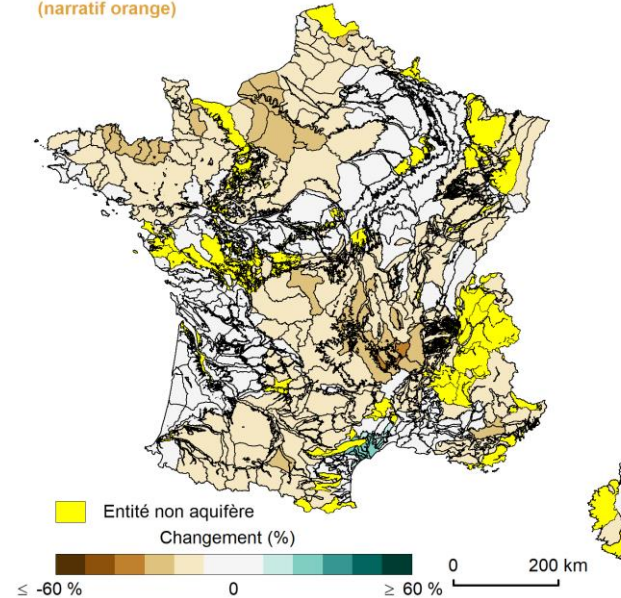 (narratif orange)
Entité non aquifère
Changement (%)
≤ -60 % 0 ≥ 60 %
0 200 km